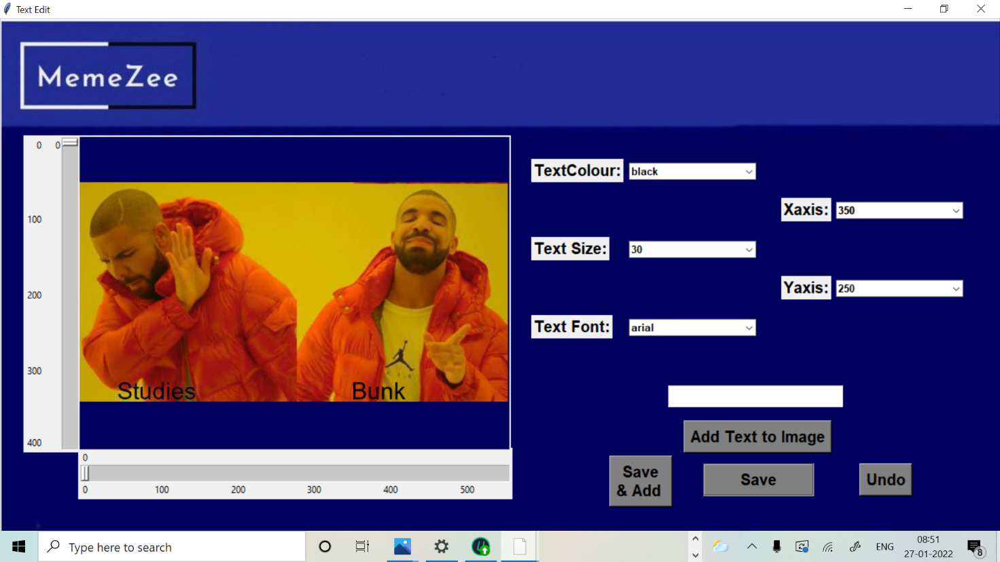 Text Edit
MemeZee
0 0
100
200
300
400
Studies
Bunk
0
0 100 200 300 400 500
TextColour: black
Xaxis: 350
Text Size: 30
Yaxis: 250
Text Font: arial
Add Text to Image
Save
& Add
Save
Undo
Type here to search
ENG
08:51
27-01-2022
8